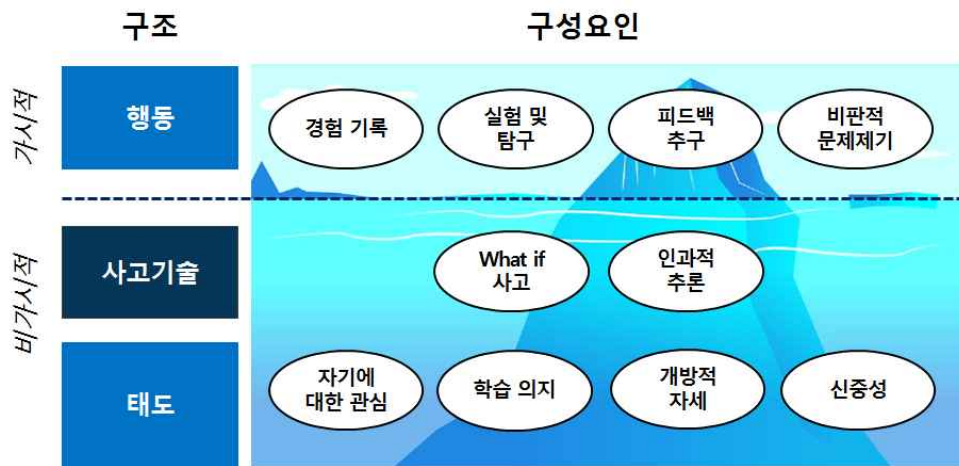 구조
구성요인
가시적
행동
경험 기록
실험 및
탐구
피드백
추구
비판적
문제제기
비가시적
사고기술
What if
사고
인과적
추론
태도
자기에
대한 관심
학습 의지
개방적
자세
신중성